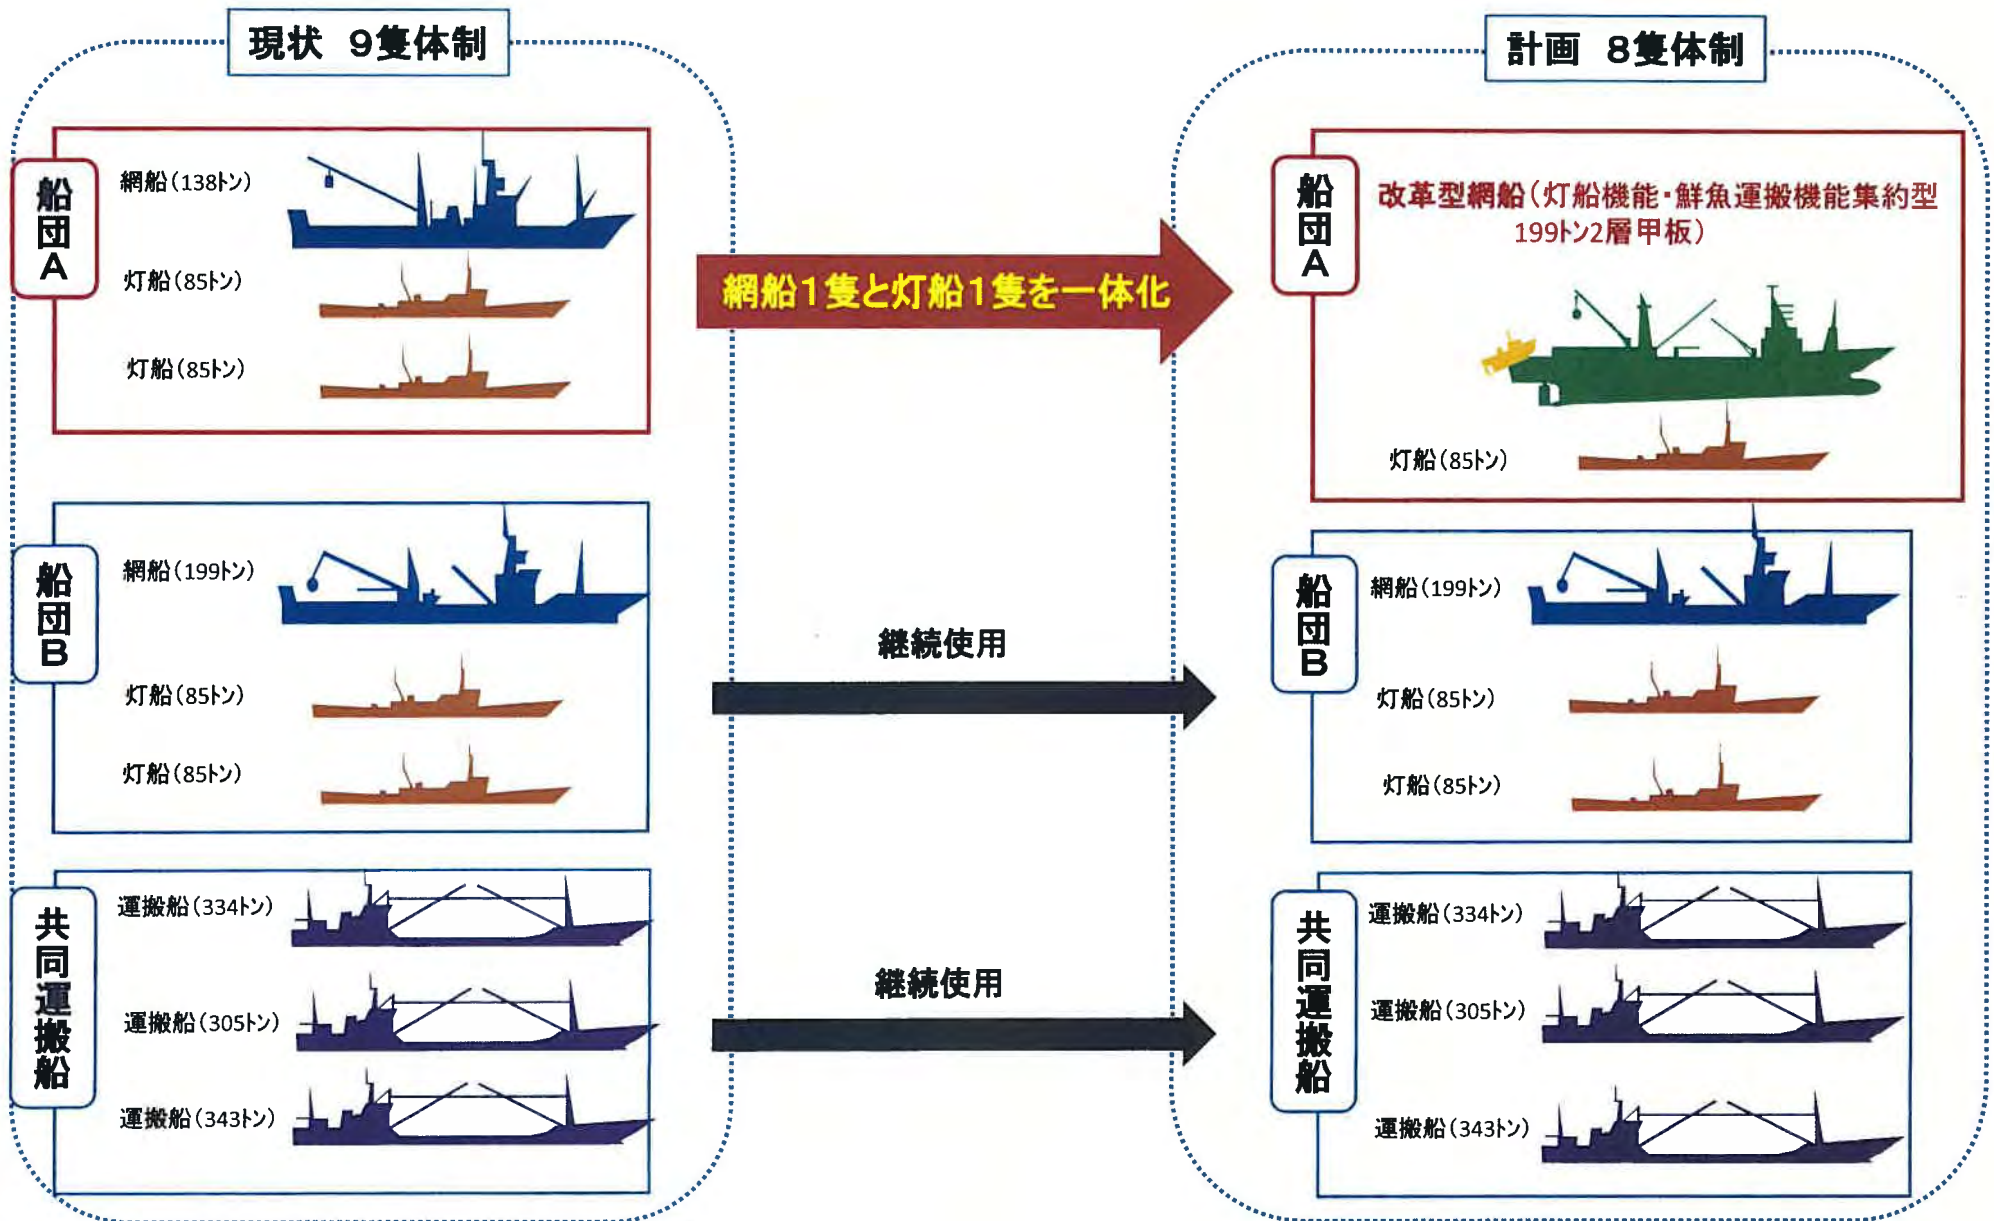 現状 9隻体制
船団A
網船(138トン)
灯船(85トン)
灯船(85トン)
船団B
網船(199トン)
灯船(85トン)
灯船(85トン)
共同運搬船
運搬船(334トン)
運搬船(305トン)
運搬船(343トン)
網船1隻と灯船1隻を一体化
継続使用
継続使用
計画 8隻体制
船団A
改革型網船(灯船機能・鮮魚運搬機能集約型
199トン2層甲板)
灯船(85トン)
船団B
網船(199トン)
灯船(85トン)
灯船(85トン)
共同運搬船
運搬船(334トン)
運搬船(305トン)
運搬船(343トン)